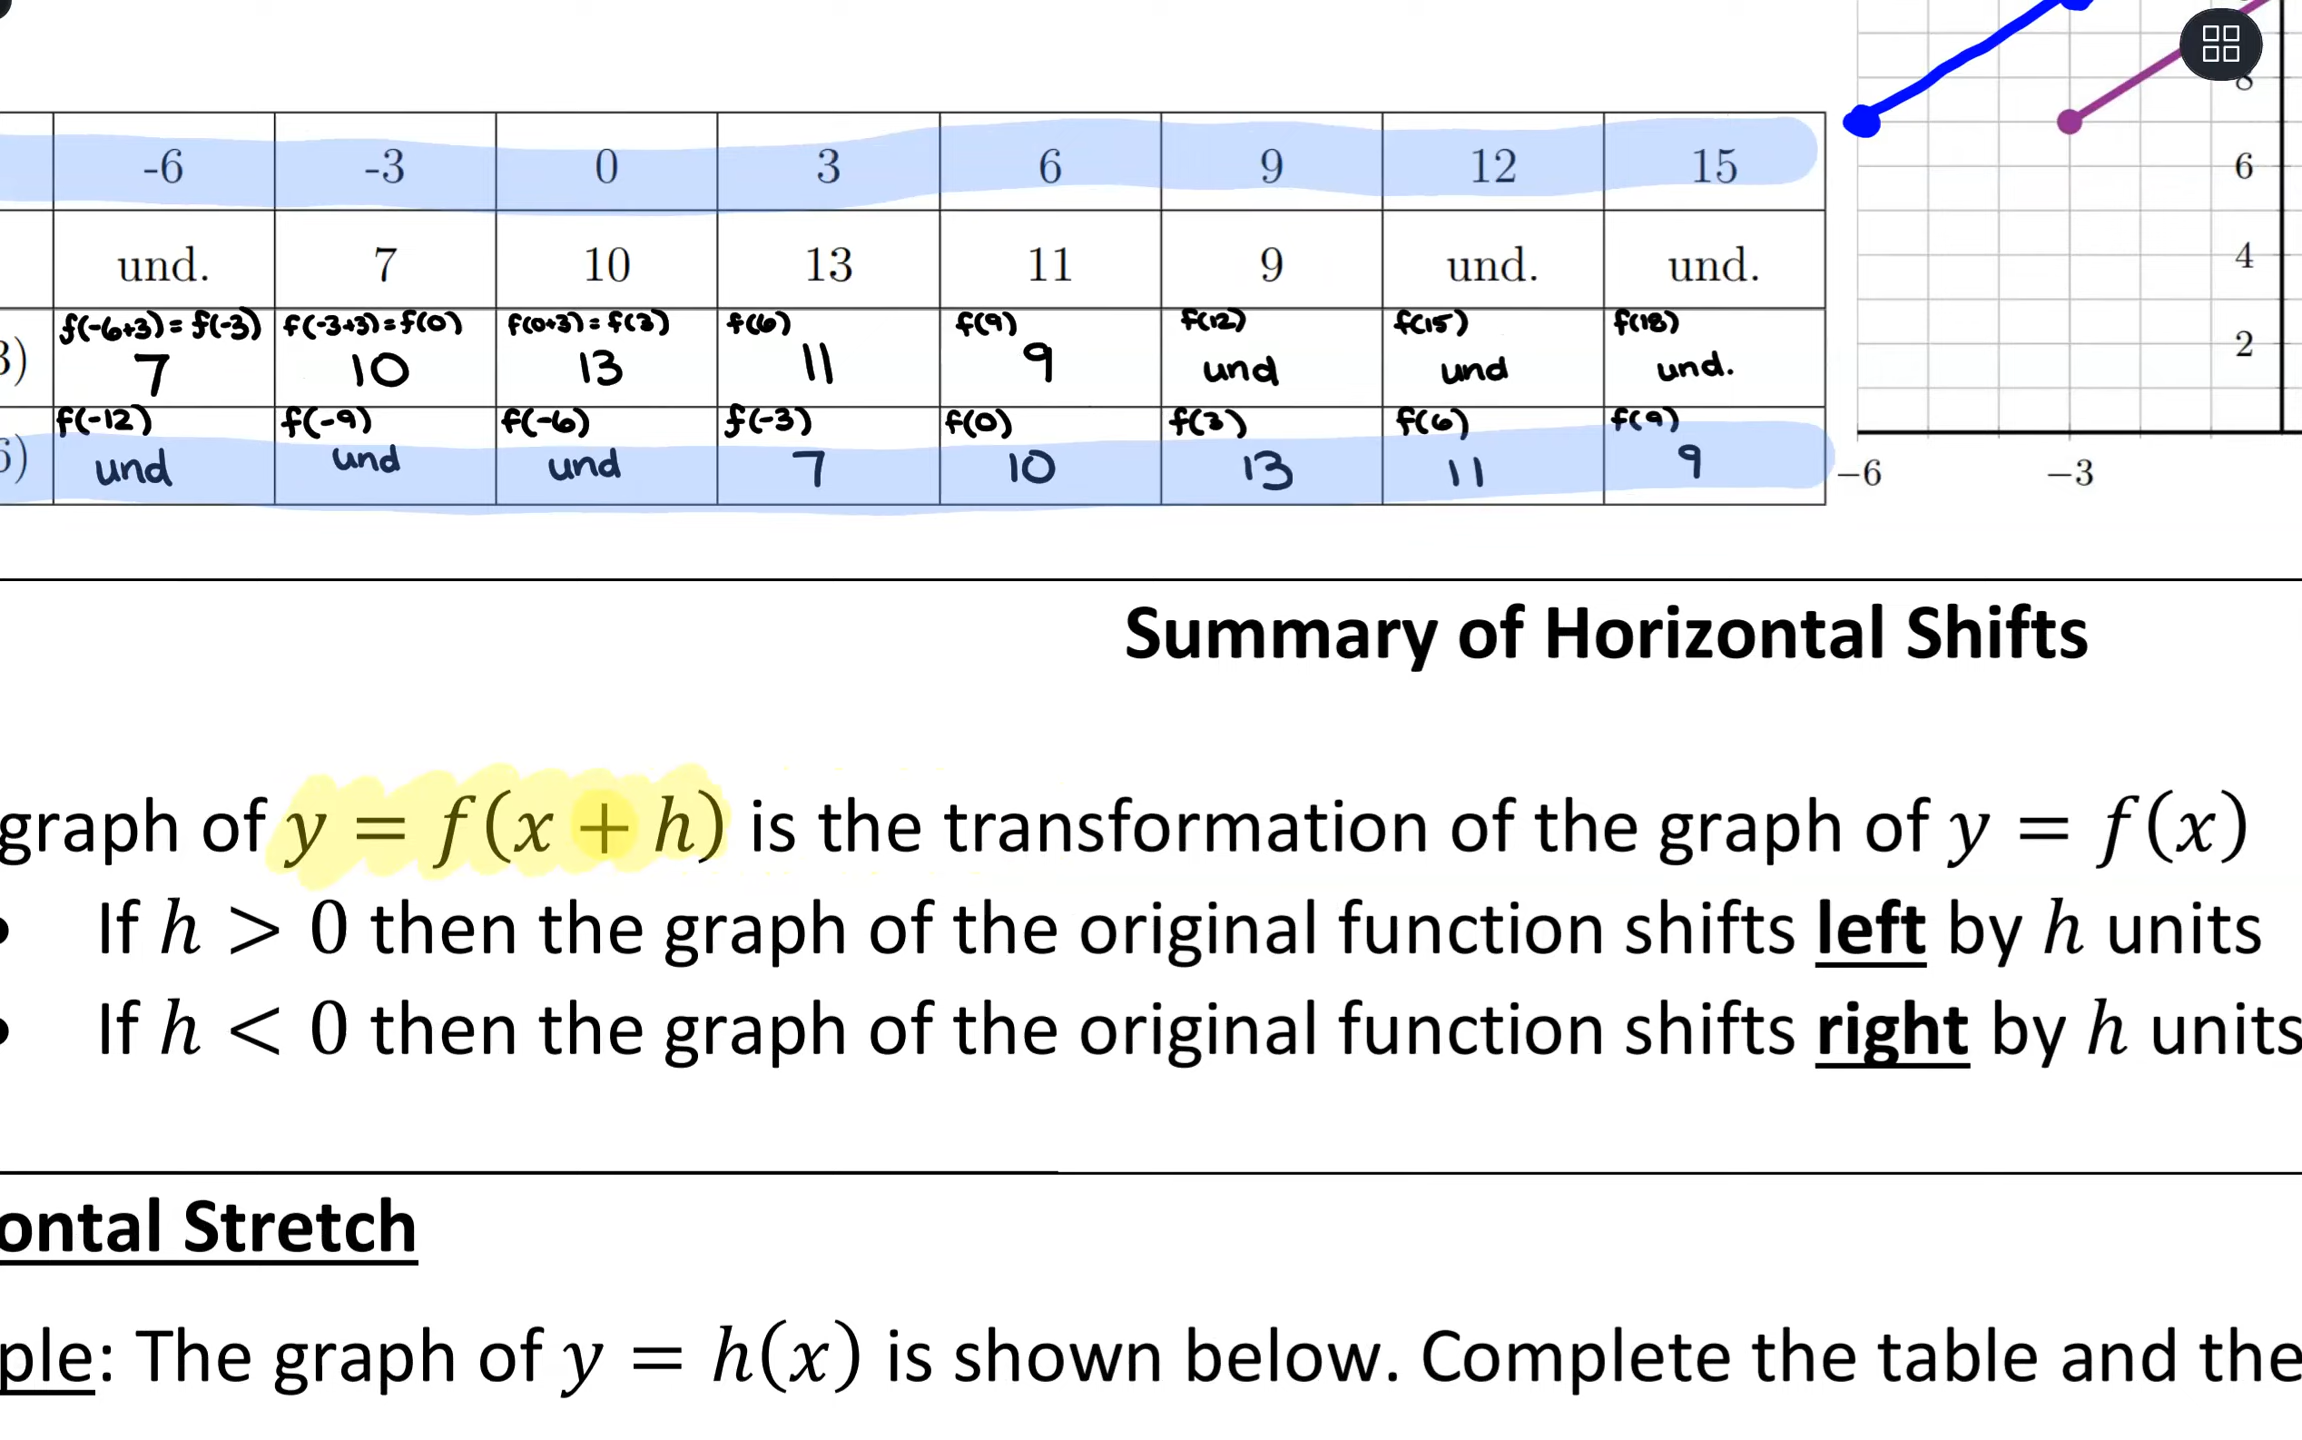 8
-6 -3 0 3 6 9 12 15
6
und. 7 10 13 11 9 und. und.
4
f(-6+3)=f(-3) f(-3+3)=f(0) f(0+3)=f(3) f(6) f(9) f(12) f(15) f(18)
2
3) 7 10 13 11 9 und und und.
f(-12) f(-9) f(-6) f(-3) f(0) f(3) f(6) f(9)
6) und und und 7 10 13 11 9
−6 −3
Summary of Horizontal Shifts
graph of y = f(x + h) is the transformation of the graph of y = f(x)
• If h > 0 then the graph of the original function shifts left by h units
• If h < 0 then the graph of the original function shifts right by h units
ontal Stretch
ple: The graph of y = h(x) is shown below. Complete the table and the